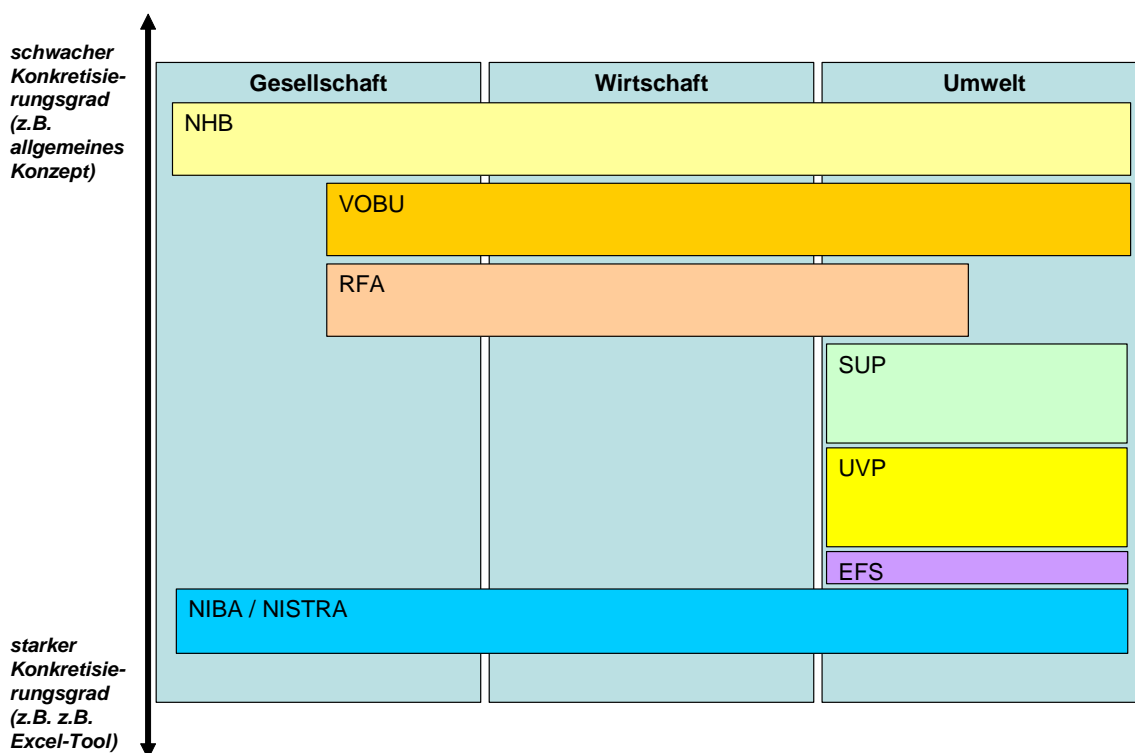 schwacher
Konkretisie-
rungsgrad
(z.B.
allgemeines
Konzept)
Gesellschaft
Wirtschaft
Umwelt
NHB
VOBU
RFA
SUP
UVP
EFS
NIBA / NISTRA
starker
Konkretisie-
rungsgrad
(z.B. z.B.
Excel-Tool)